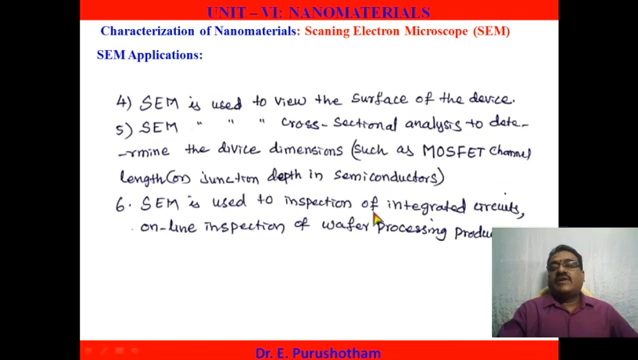 UNIT – VI: NANOMATERIALS
Characterization of Nanomaterials: Scaning Electron Microscope (SEM)
SEM Applications:
4) SEM is used to view the surface of the device.
5) SEM " " " cross-sectional analysis to dete-
-rmine the divice dimensions (such as MOSFET channel
length (or) junction depth in semiconductors)
6. SEM is used to inspection of integrated circuits,
on-line inspection of wafer processing produ
Dr. E. Purushotham